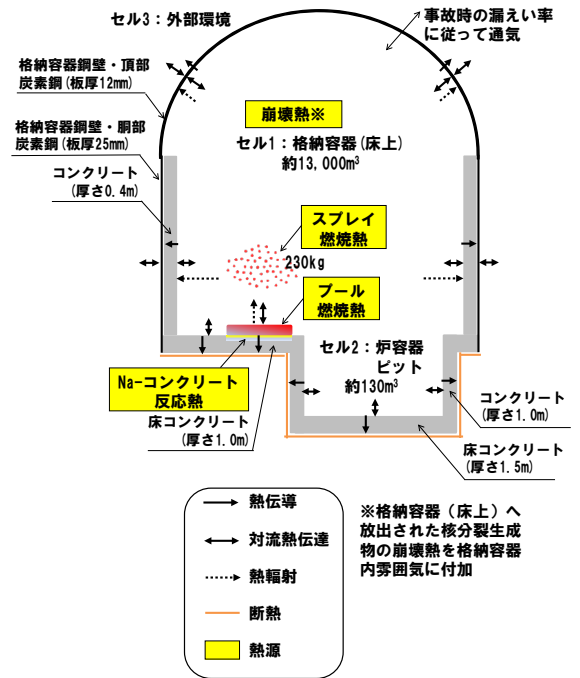 セル3：外部環境
事故時の漏えい率
に従って通気
格納容器鋼壁・頂部
炭素鋼(板厚12mm)
崩壊熱※
格納容器鋼壁・胴部
炭素鋼(板厚25mm)
セル1：格納容器(床上)
約13,000m³
コンクリート
(厚さ0.4m)
スプレイ
燃焼熱
230kg
プール
燃焼熱
セル2：炉容器
ピット
約130m³
Na-コンクリート
反応熱
床コンクリート
(厚さ1.0m)
コンクリート
(厚さ1.0m)
床コンクリート
(厚さ1.5m)
熱伝導
対流熱伝達
熱輻射
断熱
熱源
※格納容器（床上）へ
放出された核分裂生成
物の崩壊熱を格納容器
内雰囲気に付加